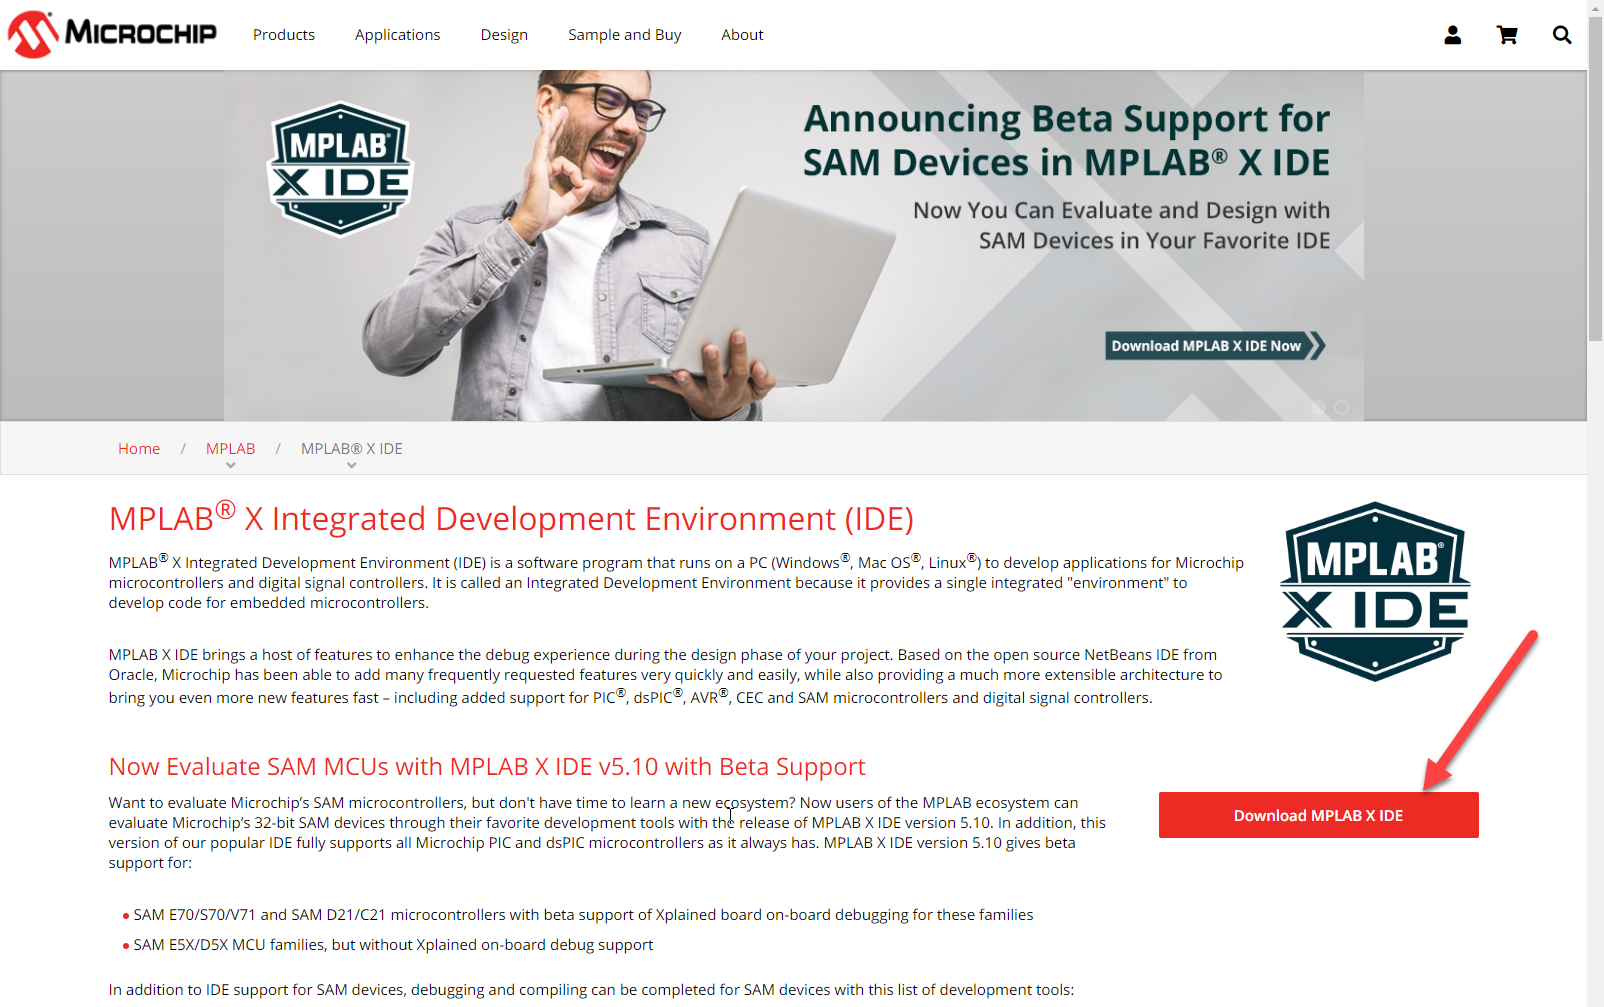 MICROCHIP
Products Applications Design Sample and Buy About
MPLAB®
X IDE
Announcing Beta Support for
SAM Devices in MPLAB® X IDE
Now You Can Evaluate and Design with
SAM Devices in Your Favorite IDE
Download MPLAB X IDE Now
Home / MPLAB / MPLAB® X IDE
MPLAB® X Integrated Development Environment (IDE)
MPLAB® X Integrated Development Environment (IDE) is a software program that runs on a PC (Windows®, Mac OS®, Linux®) to develop applications for Microchip
microcontrollers and digital signal controllers. It is called an Integrated Development Environment because it provides a single integrated "environment" to
develop code for embedded microcontrollers.
MPLAB®
X IDE
MPLAB X IDE brings a host of features to enhance the debug experience during the design phase of your project. Based on the open source NetBeans IDE from
Oracle, Microchip has been able to add many frequently requested features very quickly and easily, while also providing a much more extensible architecture to
bring you even more new features fast – including added support for PIC®, dsPIC®, AVR®, CEC and SAM microcontrollers and digital signal controllers.
Now Evaluate SAM MCUs with MPLAB X IDE v5.10 with Beta Support
Want to evaluate Microchip’s SAM microcontrollers, but don't have time to learn a new ecosystem? Now users of the MPLAB ecosystem can
evaluate Microchip’s 32-bit SAM devices through their favorite development tools with the release of MPLAB X IDE version 5.10. In addition, this
version of our popular IDE fully supports all Microchip PIC and dsPIC microcontrollers as it always has. MPLAB X IDE version 5.10 gives beta
support for:
Download MPLAB X IDE
• SAM E70/S70/V71 and SAM D21/C21 microcontrollers with beta support of Xplained board on-board debugging for these families
• SAM E5X/D5X MCU families, but without Xplained on-board debug support
In addition to IDE support for SAM devices, debugging and compiling can be completed for SAM devices with this list of development tools: